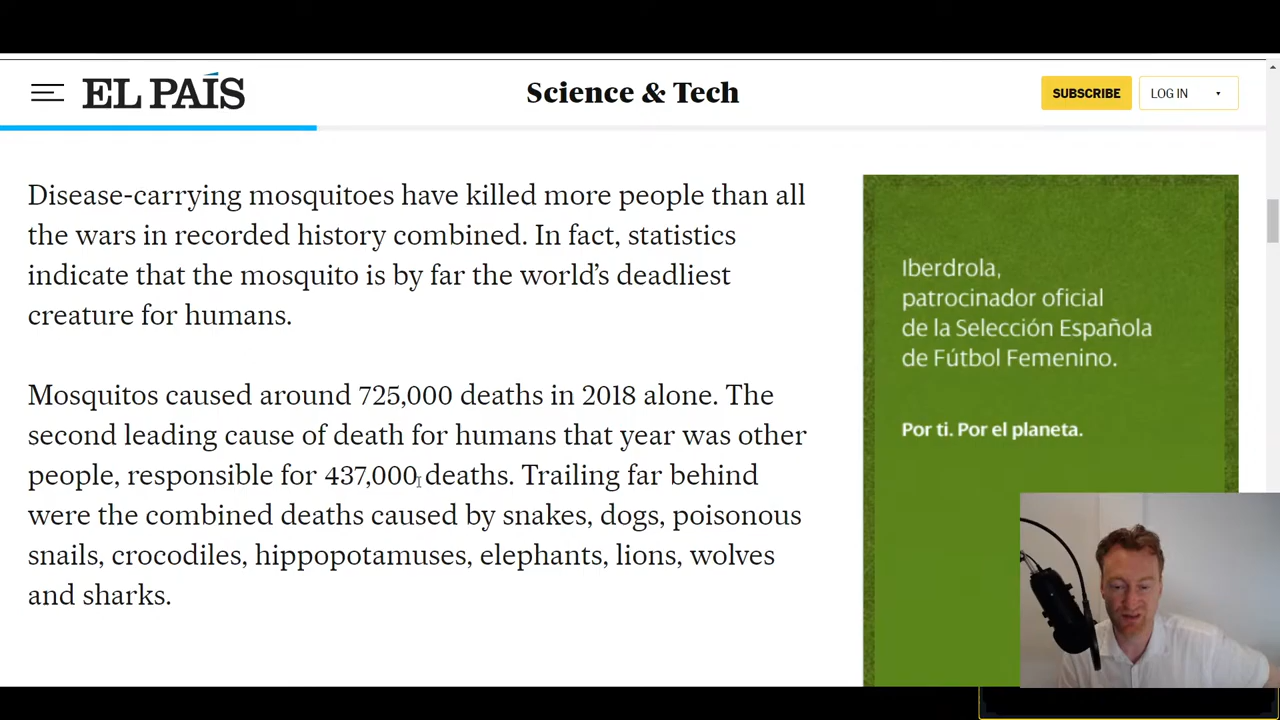 EL PAÍS
Science & Tech
SUBSCRIBE
LOG IN
Disease-carrying mosquitoes have killed more people than all
the wars in recorded history combined. In fact, statistics
indicate that the mosquito is by far the world’s deadliest
creature for humans.
Mosquitos caused around 725,000 deaths in 2018 alone. The
second leading cause of death for humans that year was other
people, responsible for 437,000 deaths. Trailing far behind
were the combined deaths caused by snakes, dogs, poisonous
snails, crocodiles, hippopotamuses, elephants, lions, wolves
and sharks.
Iberdrola,
patrocinador oficial
de la Selección Española
de Fútbol Femenino.
Por ti. Por el planeta.